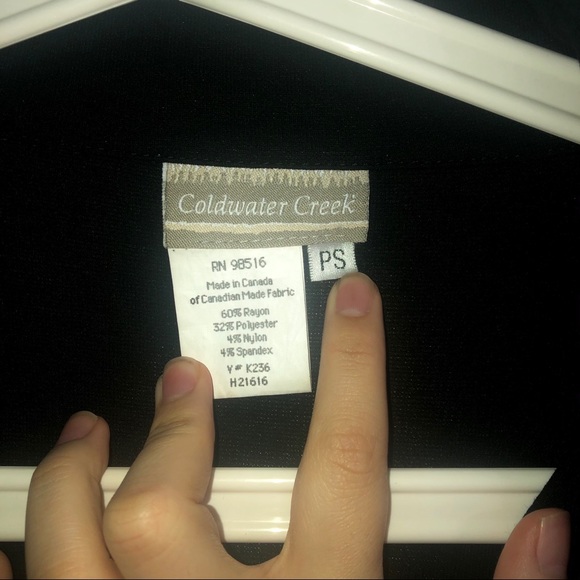 Coldwater Creek
PS
RN 98516
Made in Canada
of Canadian Made Fabric
60% Rayon
32% Polyester
4% Nylon
4% Spandex
V# K236
H21616